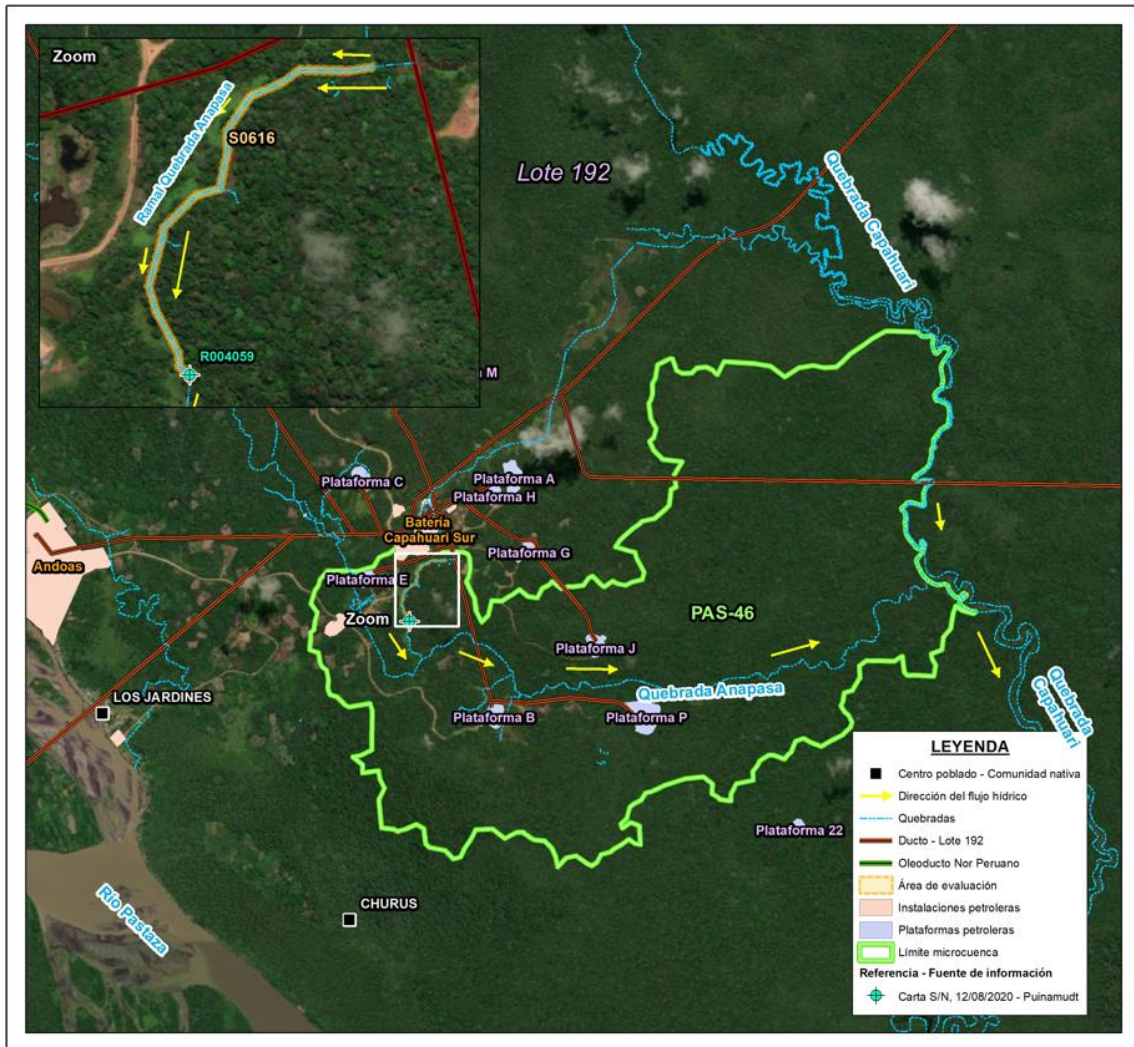 Zoom
Ramal Quebrada Anapasa
S0616
R004059
Lote 192
Quebrada Capahuari
M
Plataforma C
Plataforma A
Plataforma H
Batería
Capahuari Sur
Andoas
Plataforma G
Plataforma E
Zoom
PAS-46
Plataforma J
Quebrada Anapasa
LOS JARDINES
Plataforma B
Plataforma P
Quebrada
Capahuari
Plataforma 22
Río Pastaza
CHURUS
LEYENDA
Centro poblado - Comunidad nativa
Dirección del flujo hídrico
Quebradas
Ducto - Lote 192
Oleoducto Nor Peruano
Área de evaluación
Instalaciones petroleras
Plataformas petroleras
Límite microcuenca
Referencia - Fuente de información
Carta S/N, 12/08/2020 - Puinamudt